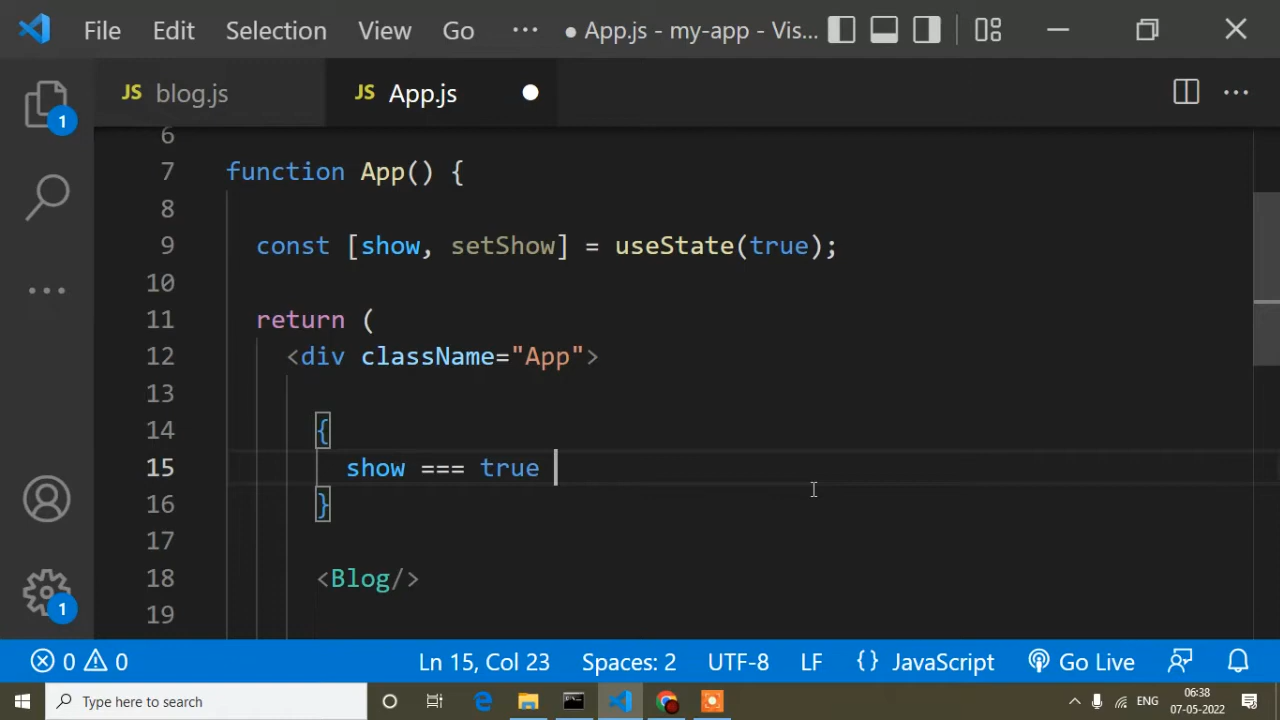 File Edit Selection View Go ··· ● App.js - my-app - Vis...
JS blog.js JS App.js ●
1
6
7 function App() {
8
9 const [show, setShow] = useState(true);
10
11 return (
12 <div className="App">
13
14 {
15 show === true
16 }
17
18 <Blog/>
19
1
0 0 Ln 15, Col 23 Spaces: 2 UTF-8 LF {} JavaScript Go Live
Type here to search ENG 06:38
07-05-2022